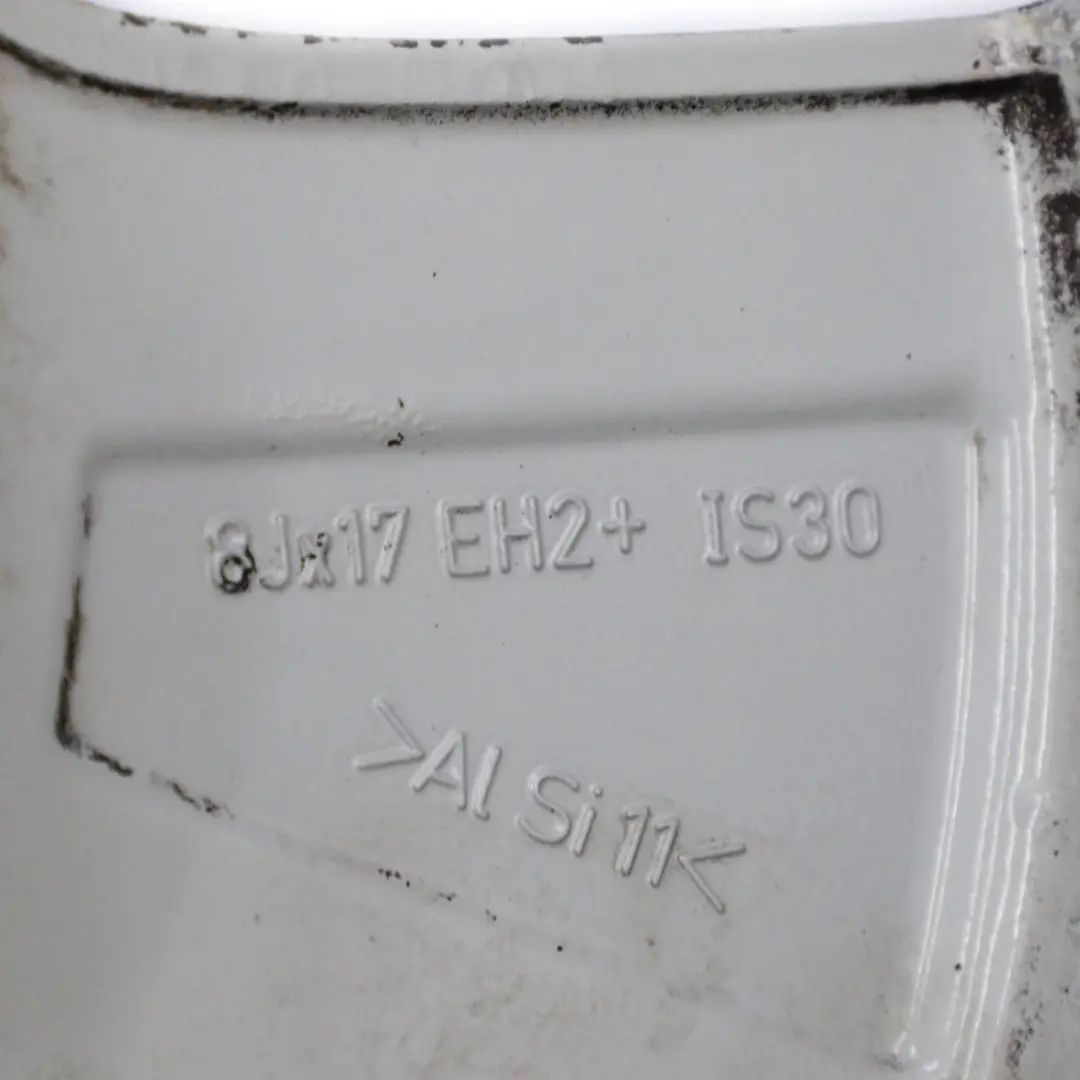 8Jx17 EH2+ IS30
>Al Si 11<